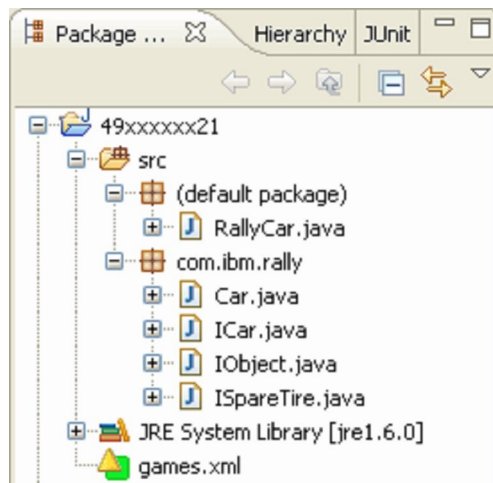 Package ... Hierarchy JUnit
49xxxxxx21
src
(default package)
RallyCar.java
com.ibm.rally
Car.java
ICar.java
IObject.java
ISpareTire.java
JRE System Library [jre1.6.0]
games.xml